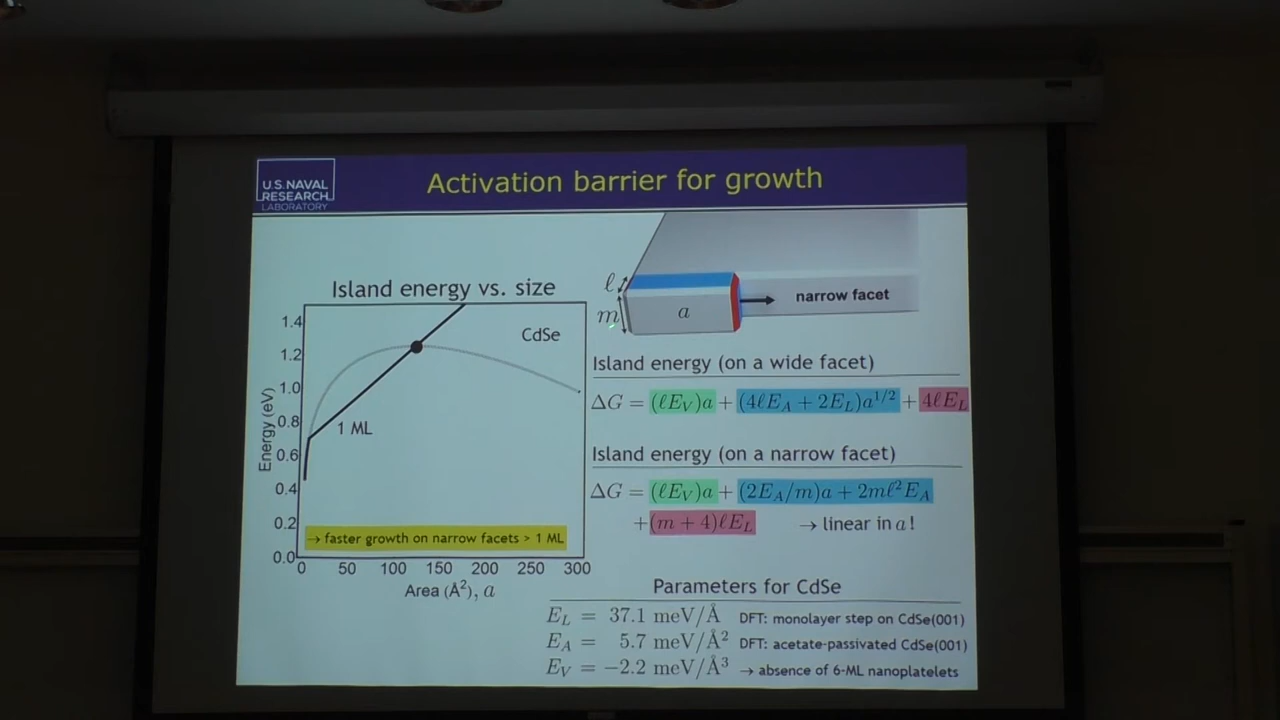 U.S. NAVAL
RESEARCH
LABORATORY
Activation barrier for growth
Island energy vs. size
Energy (eV)
1.4
1.2
1.0
0.8
0.6
0.4
0.2
0.0
CdSe
1 ML
→ faster growth on narrow facets > 1 ML
0 50 100 150 200 250 300
Area (Å²), a
ℓ
m
a
narrow facet
Island energy (on a wide facet)
ΔG = (ℓE_V)a + (4ℓE_A + 2E_L)a^{1/2} + 4ℓE_L
Island energy (on a narrow facet)
ΔG = (ℓE_V)a + (2E_A/m)a + 2mℓ²E_A
+(m + 4)ℓE_L → linear in a!
Parameters for CdSe
E_L = 37.1 meV/Å DFT: monolayer step on CdSe(001)
E_A = 5.7 meV/Å² DFT: acetate-passivated CdSe(001)
E_V = −2.2 meV/Å³ → absence of 6-ML nanoplatelets